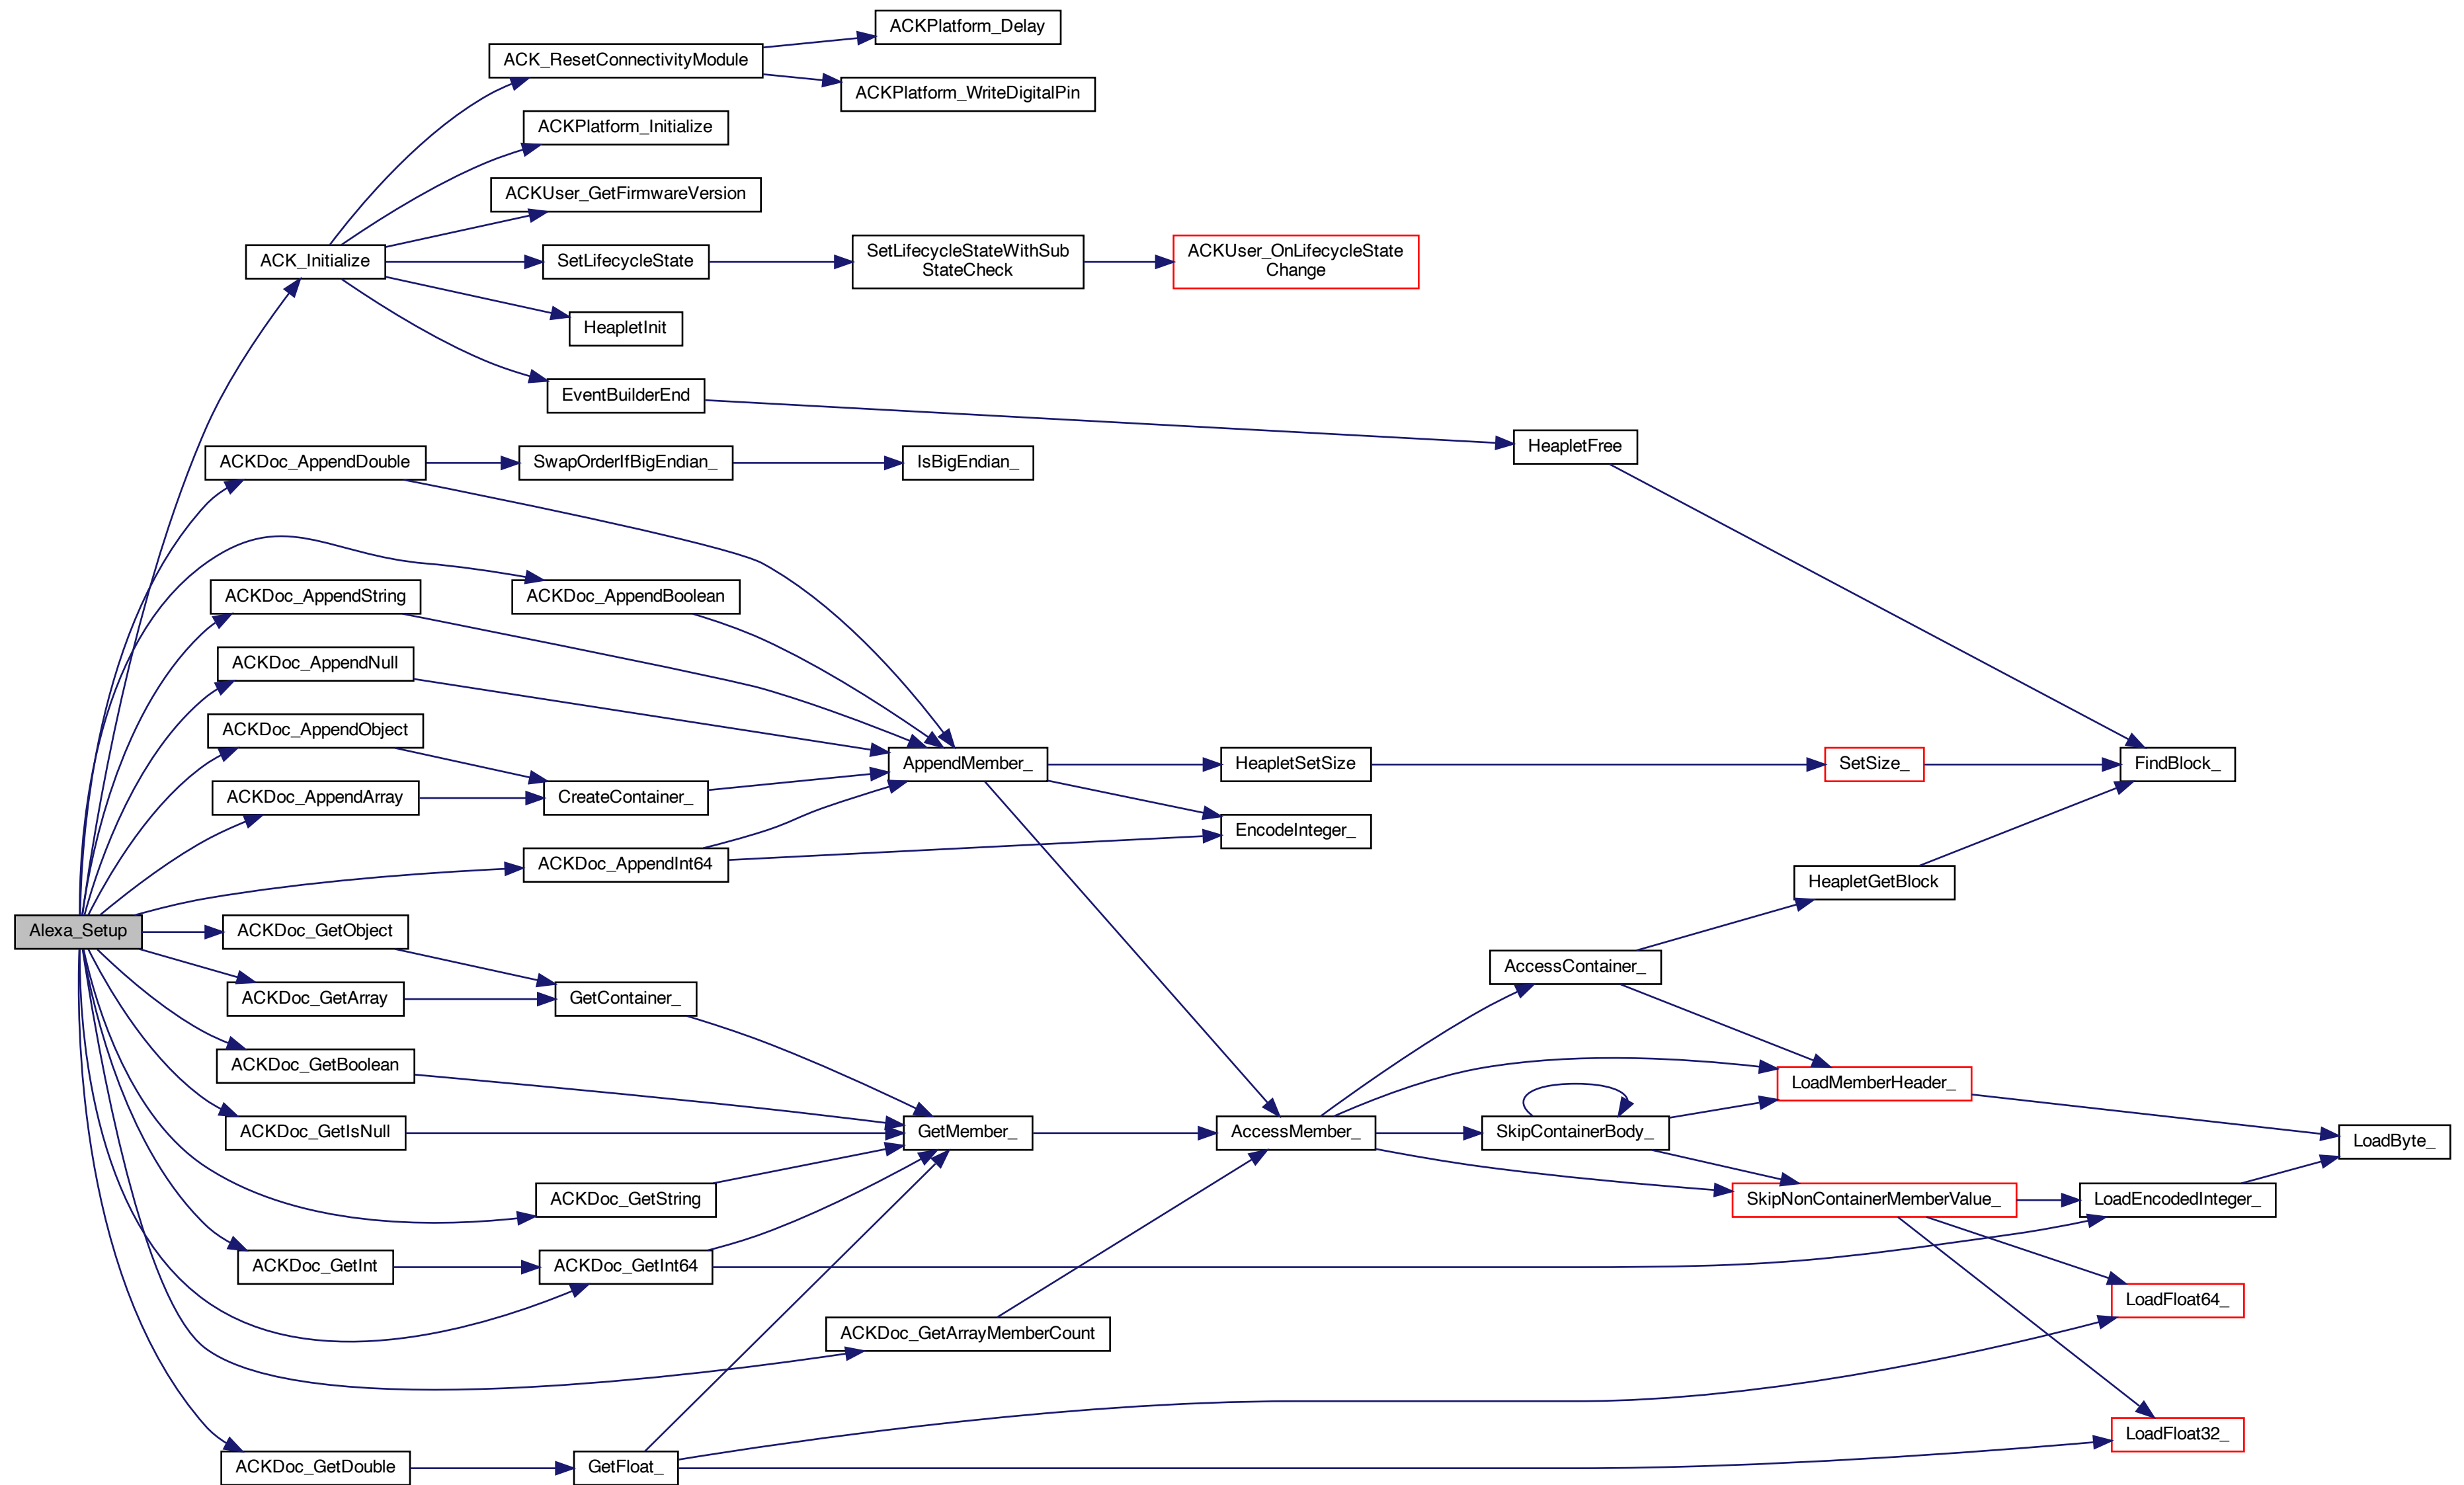 ACKPlatform_Delay
ACK_ResetConnectivityModule
ACKPlatform_WriteDigitalPin
ACKPlatform_Initialize
ACKUser_GetFirmwareVersion
ACK_Initialize
SetLifecycleState
SetLifecycleStateWithSub
StateCheck
ACKUser_OnLifecycleState
Change
HeapletInit
EventBuilderEnd
HeapletFree
ACKDoc_AppendDouble
SwapOrderIfBigEndian_
IsBigEndian_
ACKDoc_AppendString
ACKDoc_AppendBoolean
ACKDoc_AppendNull
ACKDoc_AppendObject
AppendMember_
HeapletSetSize
SetSize_
FindBlock_
ACKDoc_AppendArray
CreateContainer_
EncodeInteger_
ACKDoc_AppendInt64
HeapletGetBlock
Alexa_Setup
ACKDoc_GetObject
AccessContainer_
ACKDoc_GetArray
GetContainer_
ACKDoc_GetBoolean
LoadMemberHeader_
ACKDoc_GetIsNull
GetMember_
AccessMember_
SkipContainerBody_
LoadByte_
ACKDoc_GetString
SkipNonContainerMemberValue_
LoadEncodedInteger_
ACKDoc_GetInt
ACKDoc_GetInt64
LoadFloat64_
ACKDoc_GetArrayMemberCount
LoadFloat32_
ACKDoc_GetDouble
GetFloat_